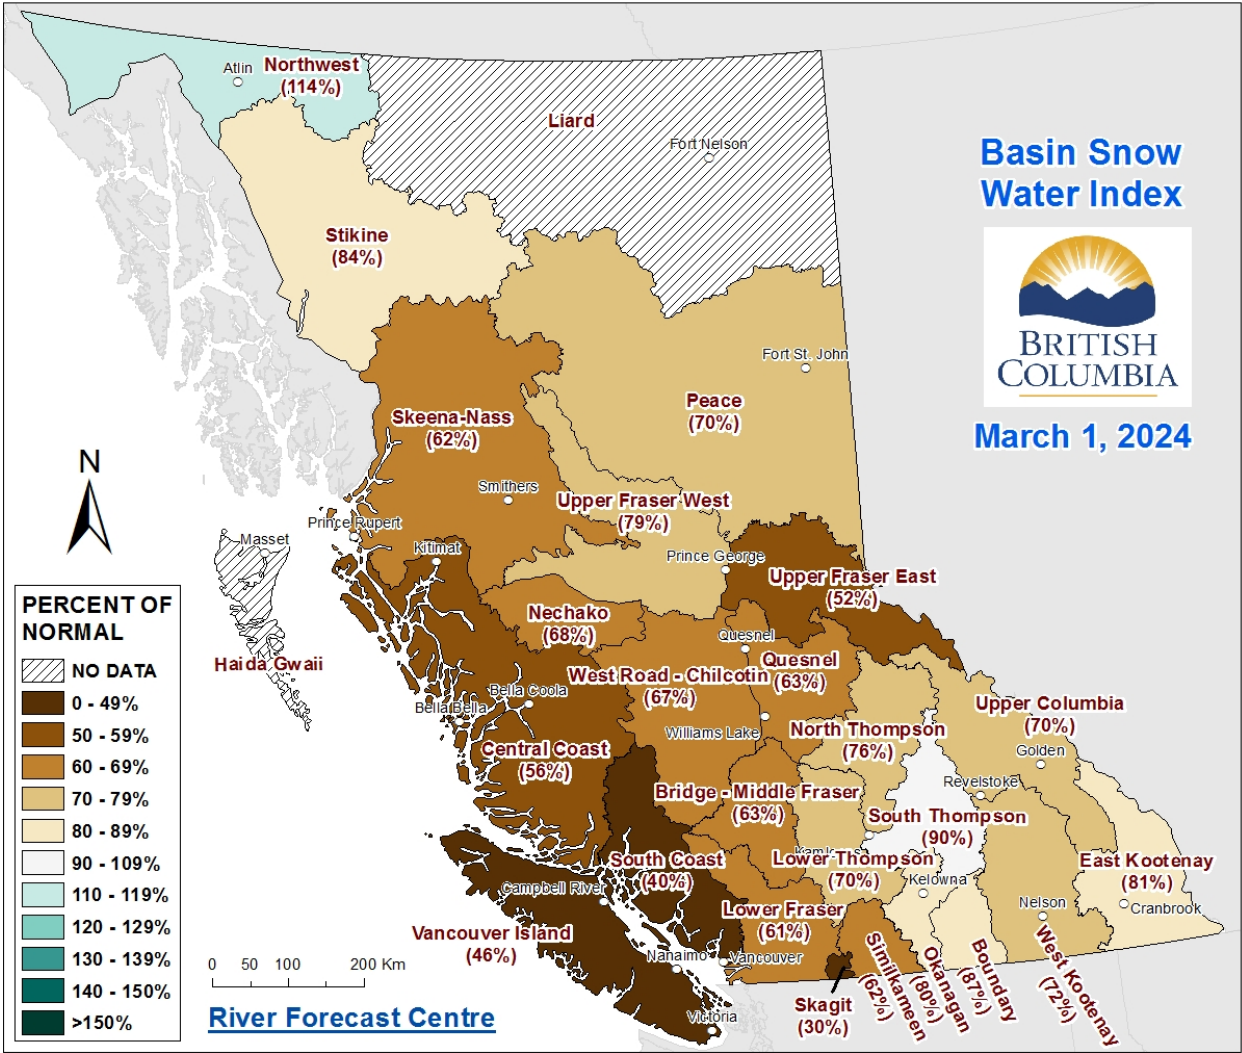 Basin Snow
Water Index
BRITISH
COLUMBIA
March 1, 2024
Atlin
Northwest
(114%)
Liard
Fort Nelson
Stikine
(84%)
Fort St. John
Peace
(70%)
Skeena-Nass
(62%)
Smithers
Upper Fraser West
(79%)
Prince Rupert
Masset
Kitimat
Prince George
Upper Fraser East
(52%)
Nechako
(68%)
Quesnel
Haida Gwaii
West Road - Chilcotin
(67%)
Quesnel
(63%)
Bella Coola
Bella Bella
Williams Lake
Upper Columbia
(70%)
Golden
North Thompson
(76%)
Central Coast
(56%)
Revelstoke
Bridge - Middle Fraser
(63%)
South Thompson
(90%)
South Coast
(40%)
Lower Thompson
(70%)
East Kootenay
(81%)
Campbell River
Kelowna
Nelson
Cranbrook
Lower Fraser
(61%)
Vancouver Island
(46%)
Nanaimo
Vancouver
Victoria
Skagit
(30%)
Similkameen
(62%)
Okanagan
(80%)
Boundary
(87%)
West Kootenay
(72%)
N
PERCENT OF
NORMAL
NO DATA
0 - 49%
50 - 59%
60 - 69%
70 - 79%
80 - 89%
90 - 109%
110 - 119%
120 - 129%
130 - 139%
140 - 150%
>150%
0 50 100 200 Km
River Forecast Centre